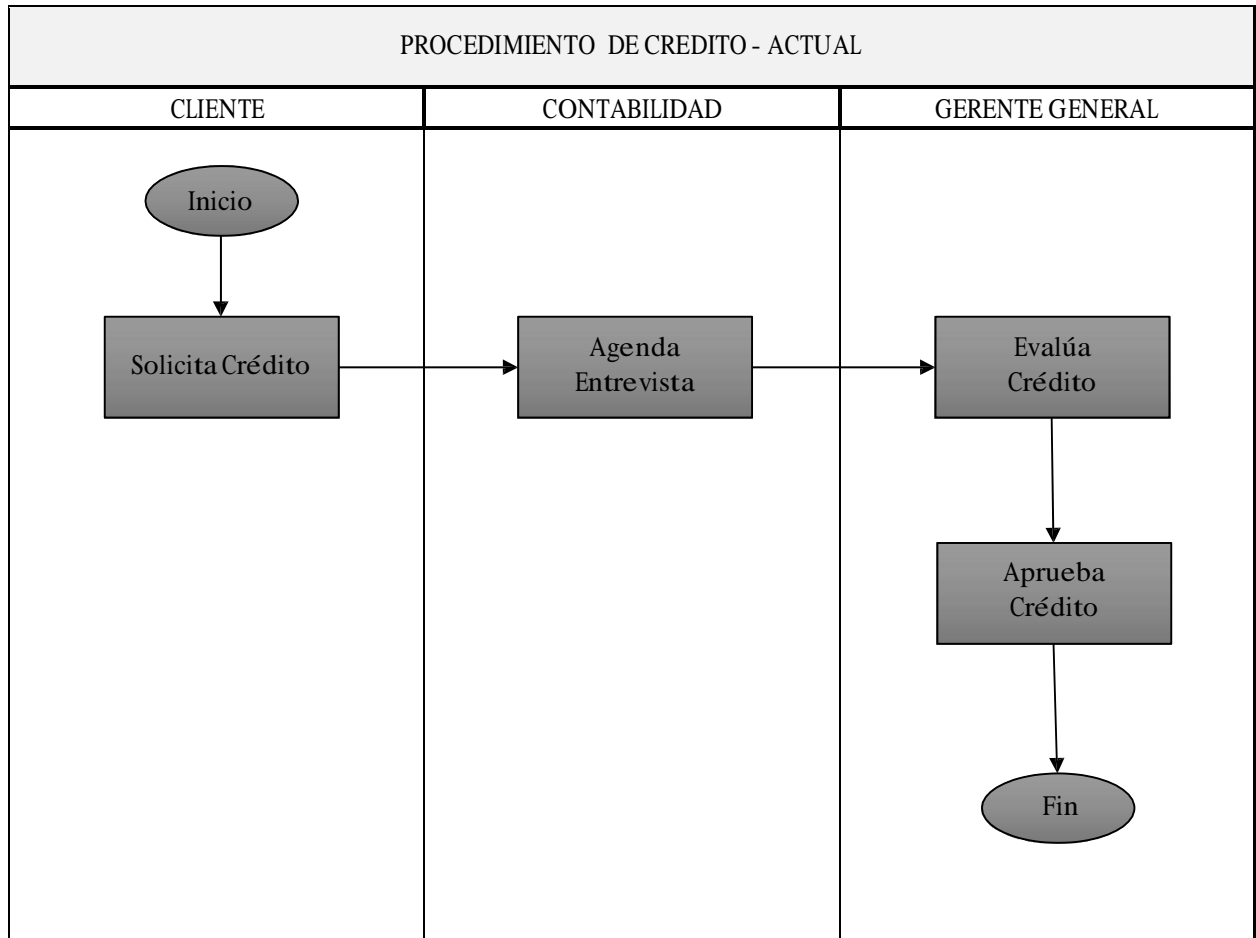 PROCEDIMIENTO DE CREDITO - ACTUAL
CLIENTE
CONTABILIDAD
GERENTE GENERAL
Inicio
Solicita Crédito
Agenda
Entrevista
Evalúa
Crédito
Aprueba
Crédito
Fin